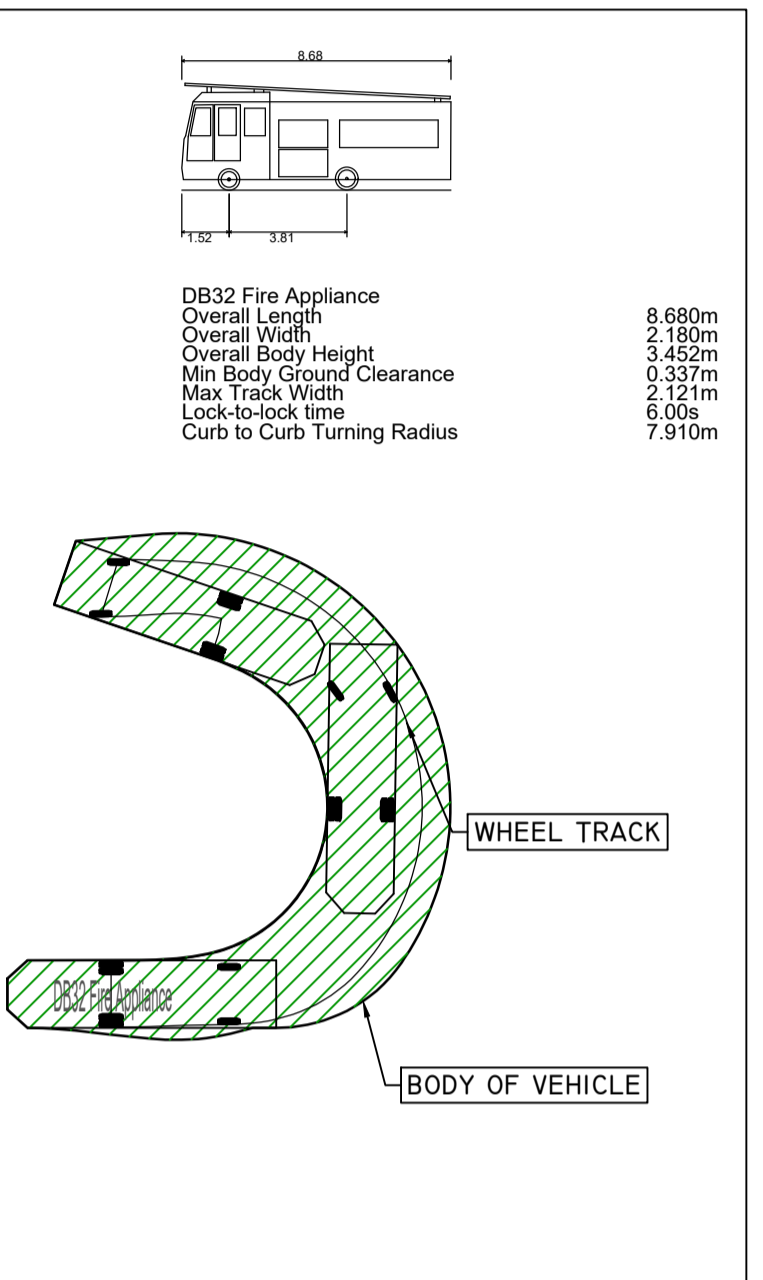 8.68
1.52 3.81
DB32 Fire Appliance
Overall Length 8.680m
Overall Width 2.180m
Overall Body Height 3.452m
Min Body Ground Clearance 0.337m
Max Track Width 2.121m
Lock-to-lock time 6.00s
Curb to Curb Turning Radius 7.910m
WHEEL TRACK
DB32 Fire Appliance
BODY OF VEHICLE